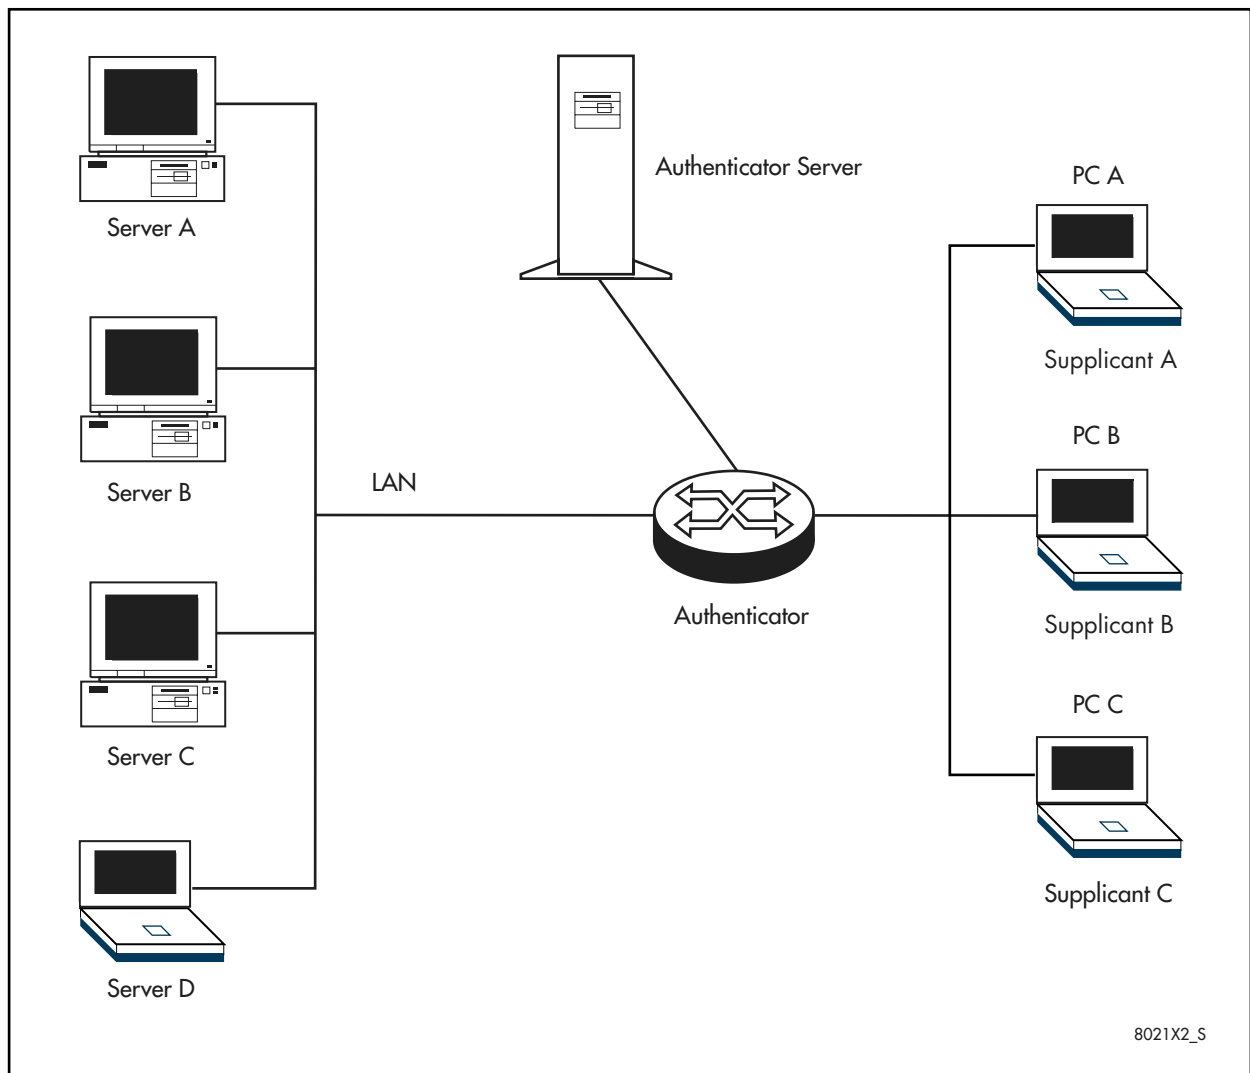 Server A
Server B
Server C
Server D
LAN
Authenticator Server
Authenticator
PC A
Supplicant A
PC B
Supplicant B
PC C
Supplicant C
8021X2_S